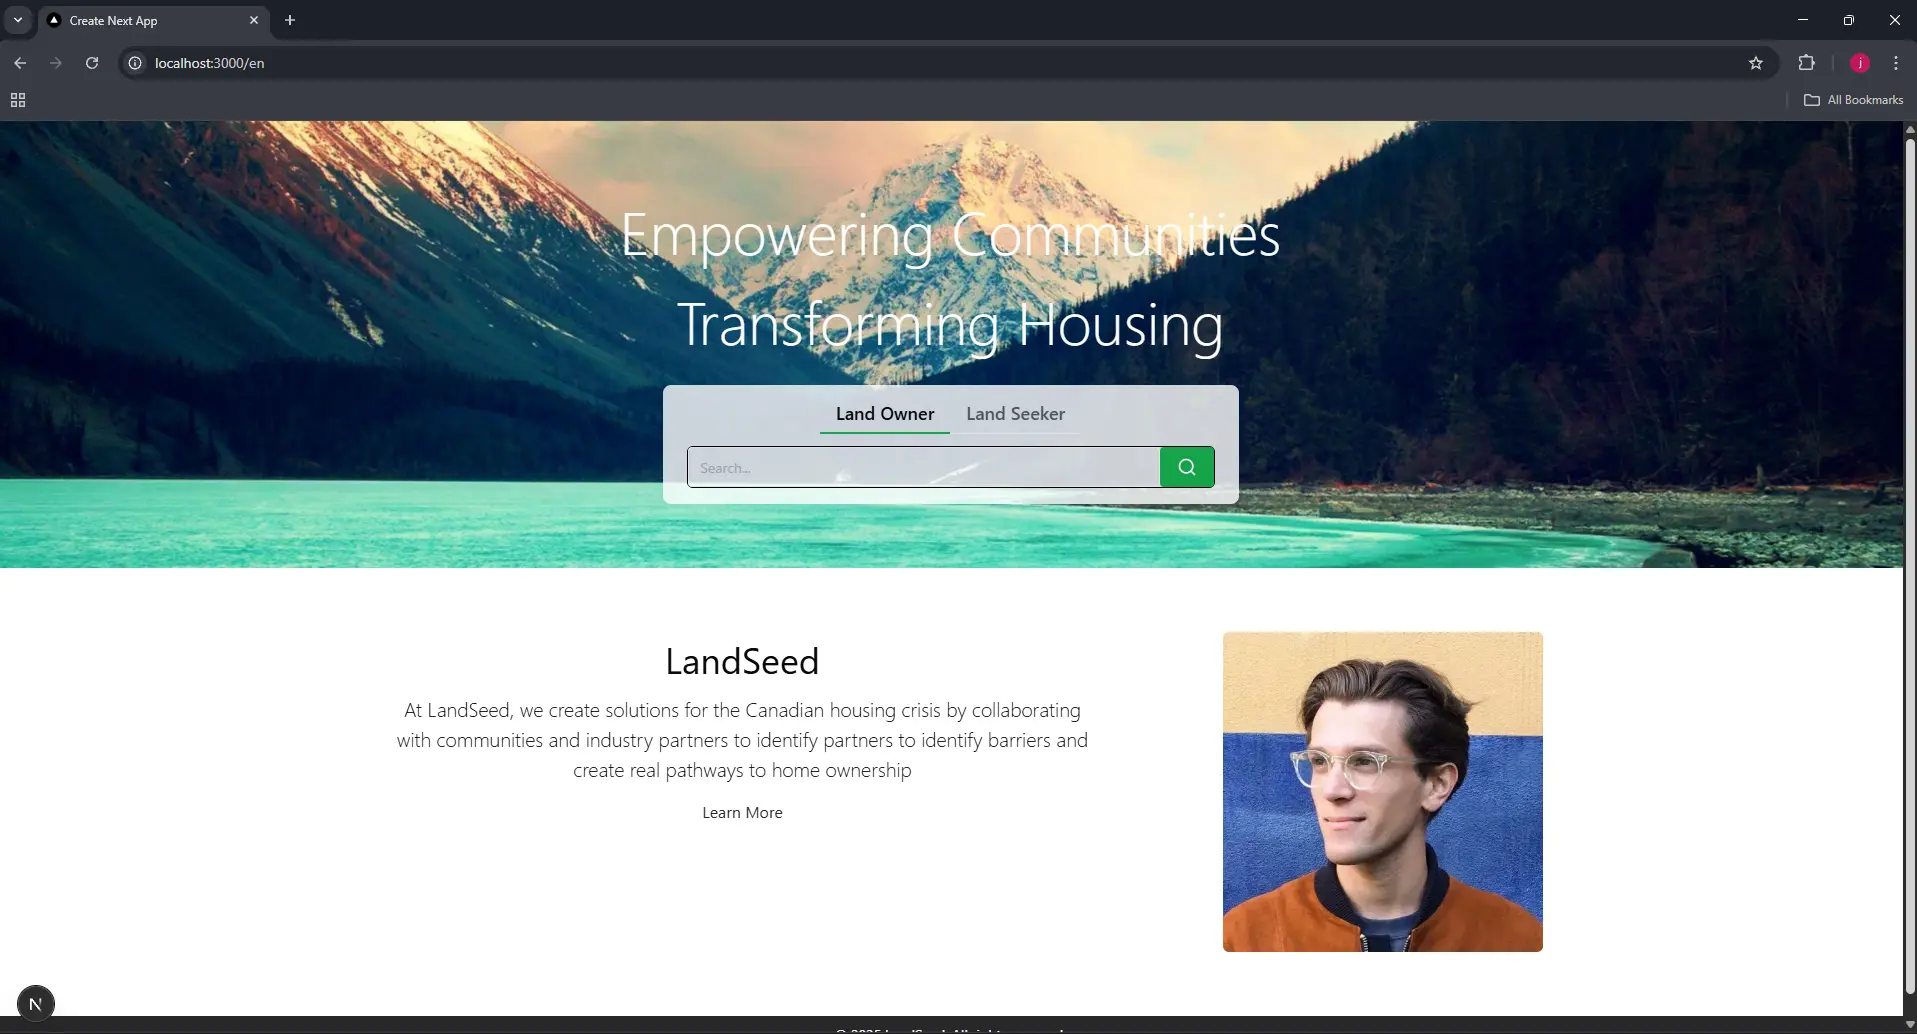 Create Next App
localhost:3000/en
j
All Bookmarks
Empowering Communities
Transforming Housing
Land Owner Land Seeker
Search...
LandSeed
At LandSeed, we create solutions for the Canadian housing crisis by collaborating
with communities and industry partners to identify partners to identify barriers and
create real pathways to home ownership
Learn More
N